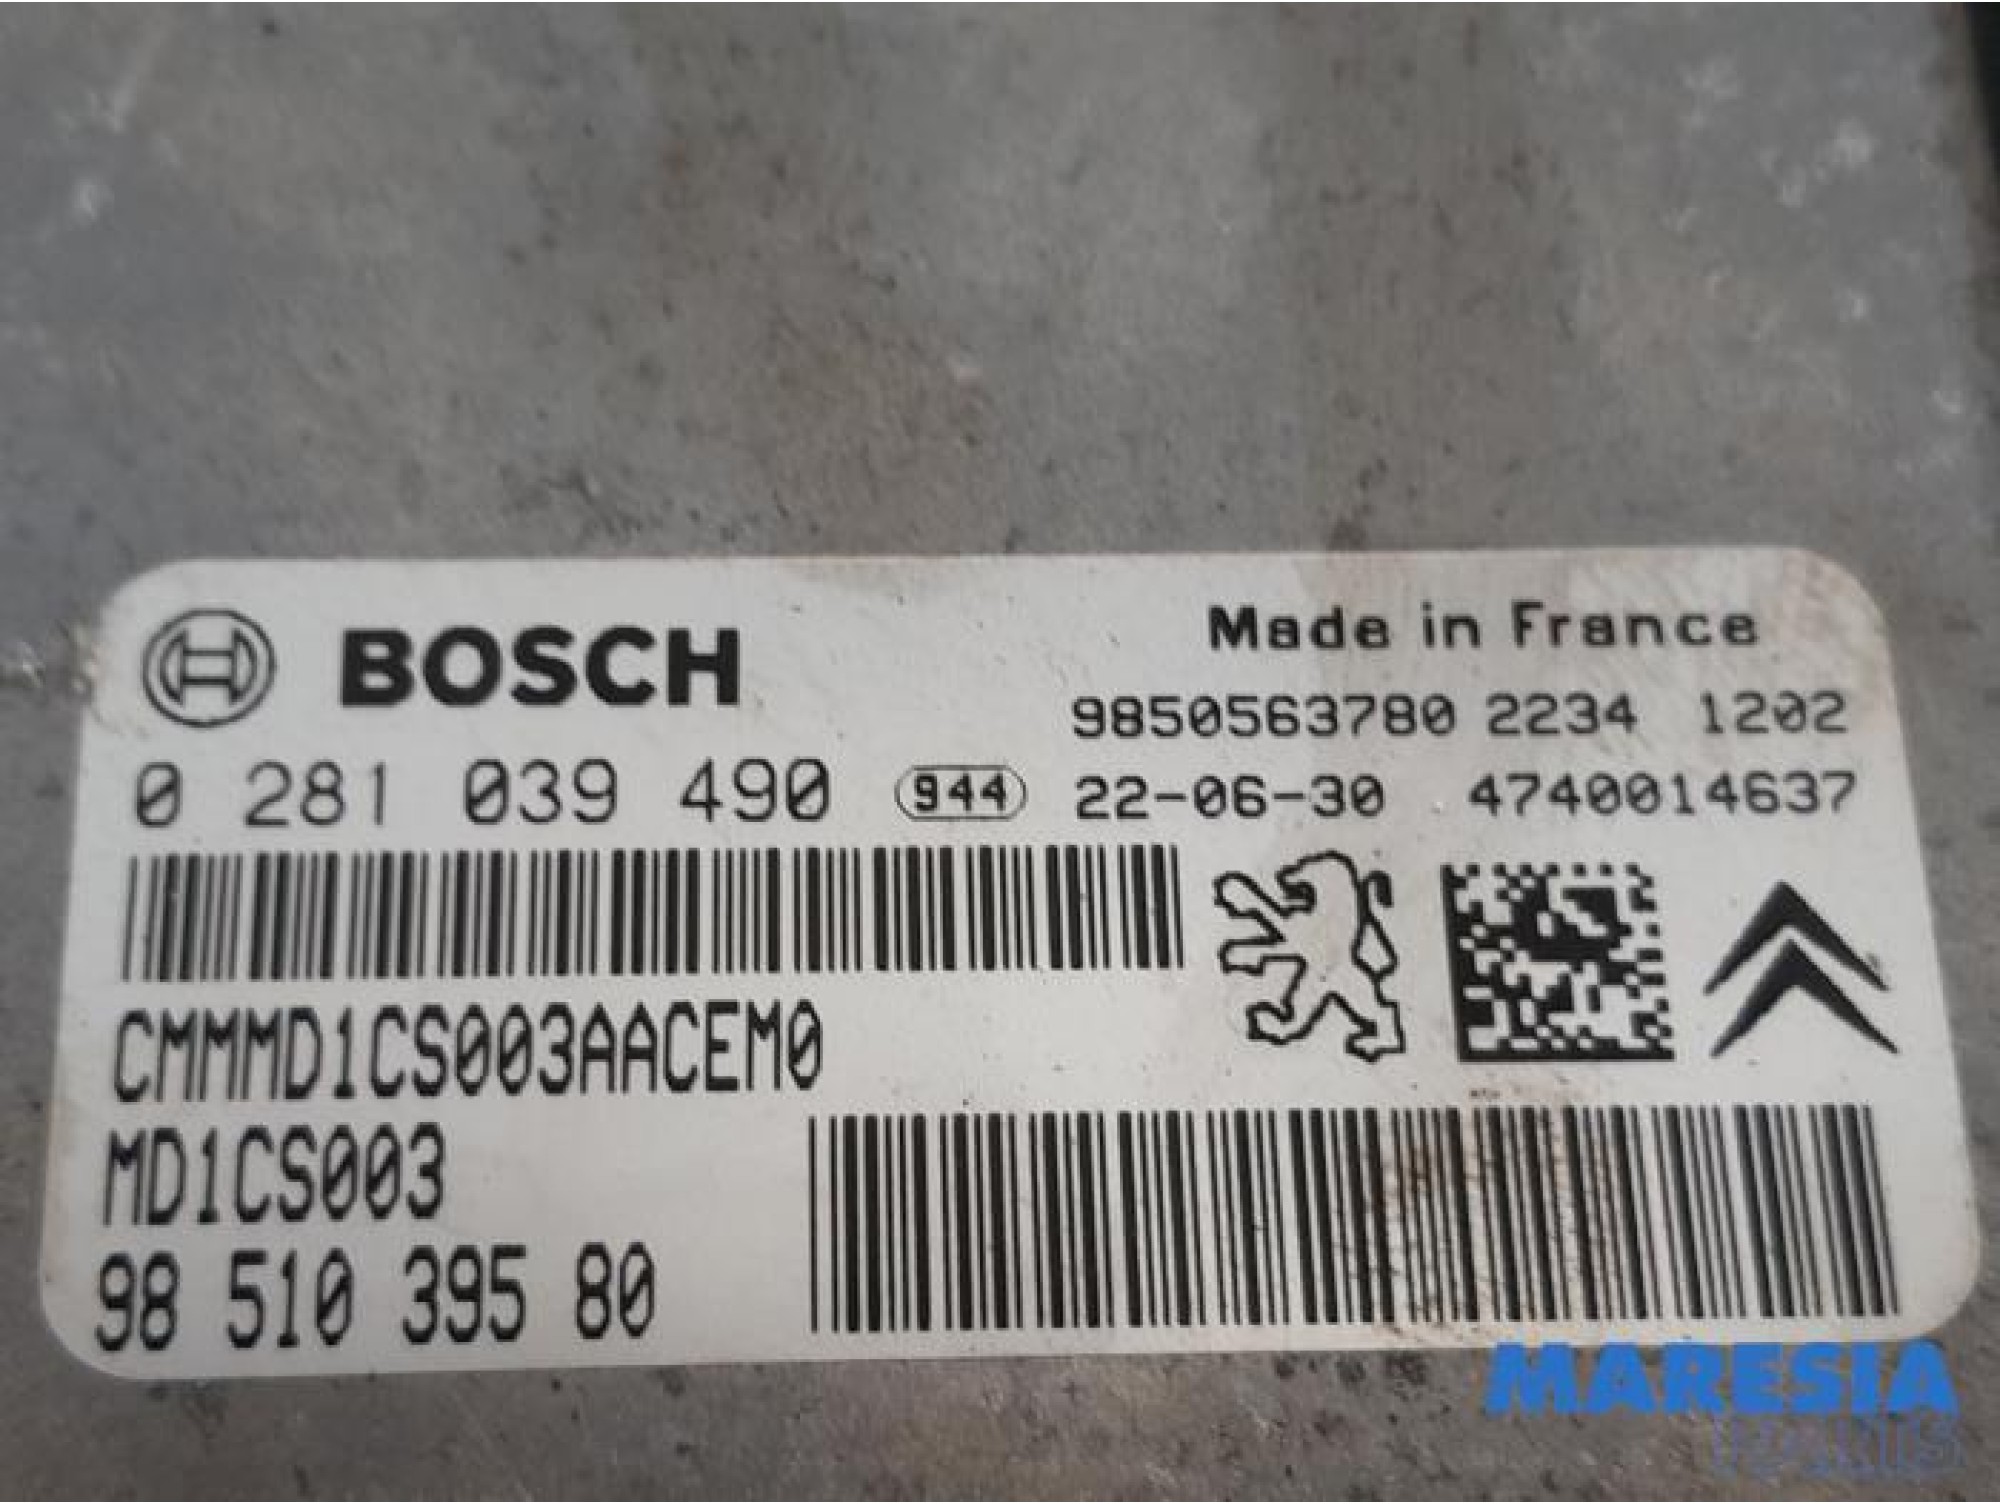 BOSCH
Made in France
9850563780 2234 1202
0 281 039 490 944 22-06-30 4740014637
CMMMD1CS003AACEM0
MD1CS003
98 510 395 80
MARESIA
PARTS